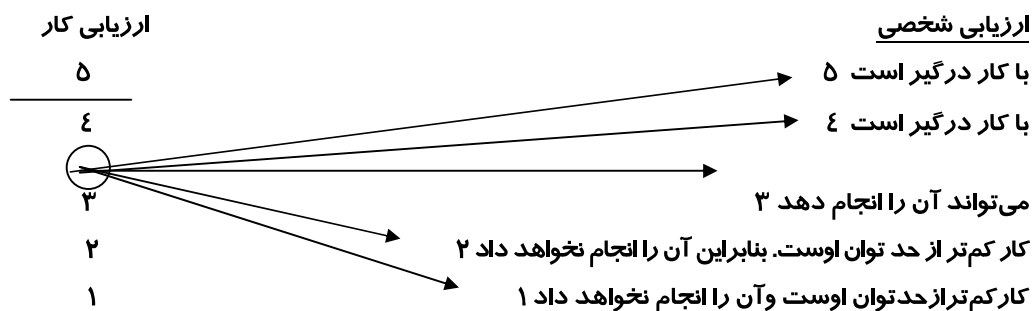 ارزیابی شخصی ارزیابی کار
با کار درگیر است ۵ ۵
با کار درگیر است ٤ ٤
می‌تواند آن را انجام دهد ۳ ۳
کار کم‌تر از حد توان اوست. بنابراین آن را انجام نخواهد داد ۲ ۲
کارکم‌ترازحدتوان اوست وآن را انجام نخواهد داد ۱ ۱